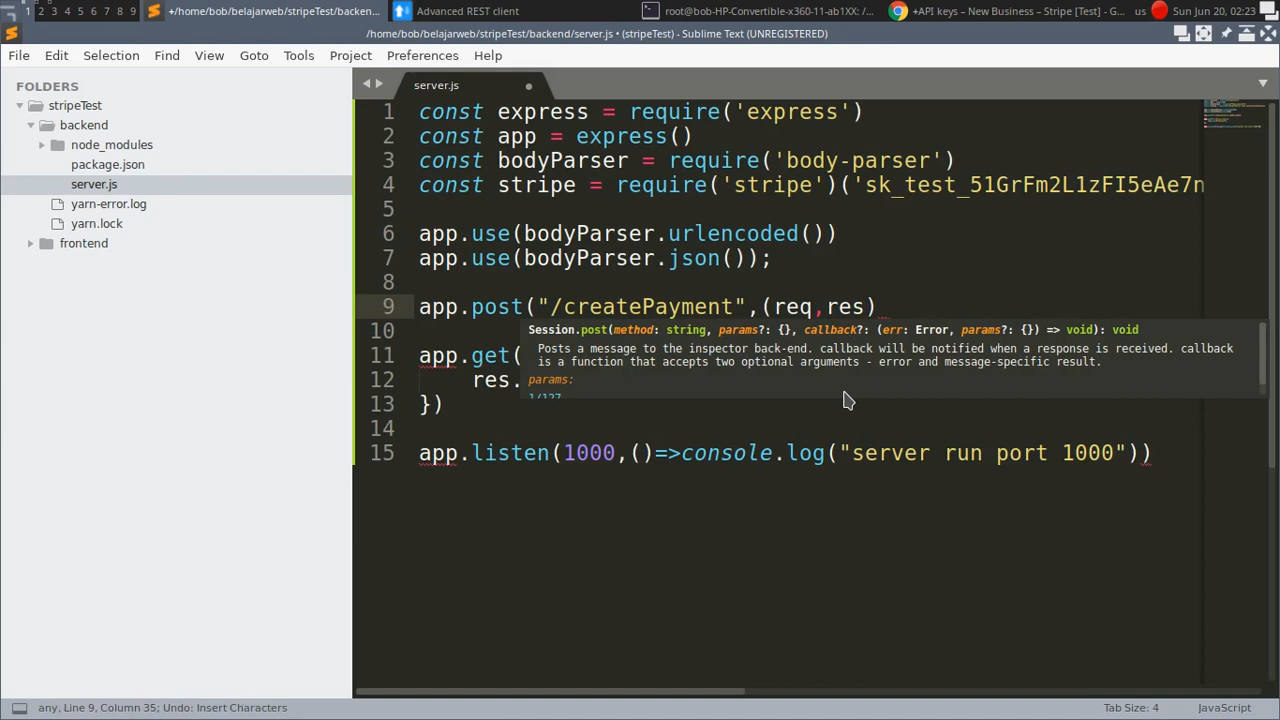 1 2 3 4 5 6 7 8 9 +/home/bob/belajarweb/stripeTest/backen... Advanced REST client root@bob-HP-Convertible-x360-11-ab1XX: /... +API keys – New Business – Stripe [Test] - G... us Sun Jun 20, 02:23
/home/bob/belajarweb/stripeTest/backend/server.js • (stripeTest) - Sublime Text (UNREGISTERED)
File Edit Selection Find View Goto Tools Project Preferences Help
FOLDERS
stripeTest
backend
node_modules
package.json
server.js
yarn-error.log
yarn.lock
frontend
server.js
1 const express = require('express')
2 const app = express()
3 const bodyParser = require('body-parser')
4 const stripe = require('stripe')('sk_test_51GrFm2L1zFI5eAe7n
5
6 app.use(bodyParser.urlencoded())
7 app.use(bodyParser.json());
8
9 app.post("/createPayment",(req,res)
10
Session.post(method: string, params?: {}, callback?: (err: Error, params?: {}) => void): void
Posts a message to the inspector back-end. callback will be notified when a response is received. callback
is a function that accepts two optional arguments - error and message-specific result.
params:
1/127
11 app.get(
12 res.
13 })
14
15 app.listen(1000,()=>console.log("server run port 1000"))
any, Line 9, Column 35; Undo: Insert Characters Tab Size: 4 JavaScript